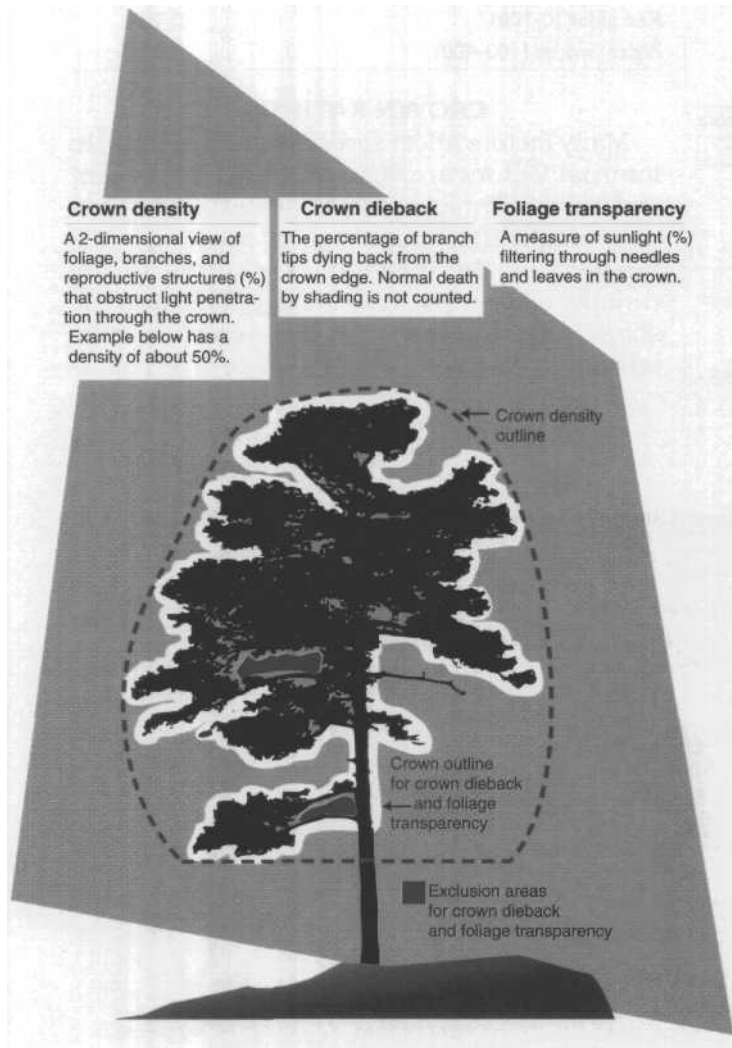 Crown density
A 2-dimensional view of
foliage, branches, and
reproductive structures (%)
that obstruct light penetra-
tion through the crown.
Example below has a
density of about 50%.
Crown dieback
The percentage of branch
tips dying back from the
crown edge. Normal death
by shading is not counted.
Foliage transparency
A measure of sunlight (%)
filtering through needles
and leaves in the crown.
Crown density
outline
Crown outline
for crown dieback
and foliage
transparency
Exclusion areas
for crown dieback
and foliage transparency